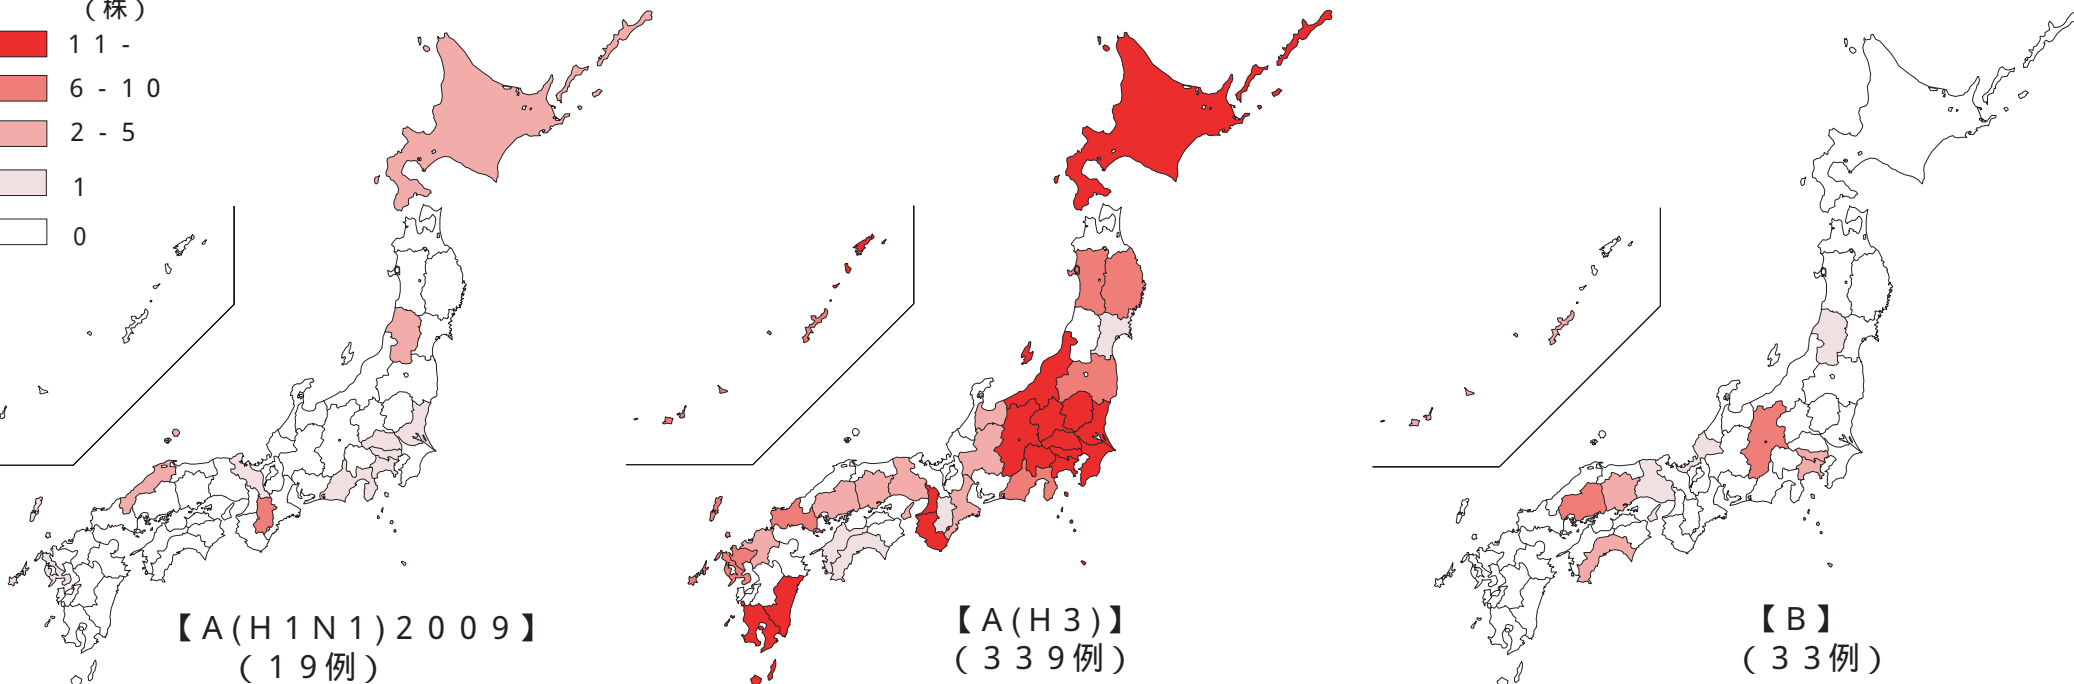 （株）
11-
6-10
2-5
1
0
【A(H1N1)2009】
（19例）
【A(H3)】
（339例）
【B】
（33例）